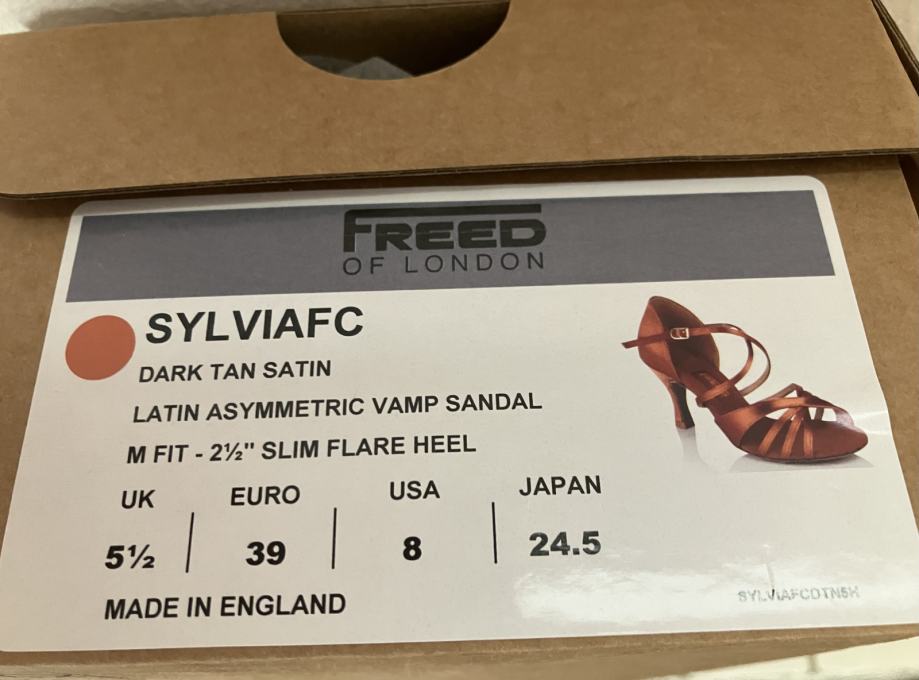 FREED
OF LONDON
SYLVIAFC
DARK TAN SATIN
LATIN ASYMMETRIC VAMP SANDAL
M FIT - 2½" SLIM FLARE HEEL
UK EURO USA JAPAN
5½ 39 8 24.5
MADE IN ENGLAND
SYLVIAFCDTN5H